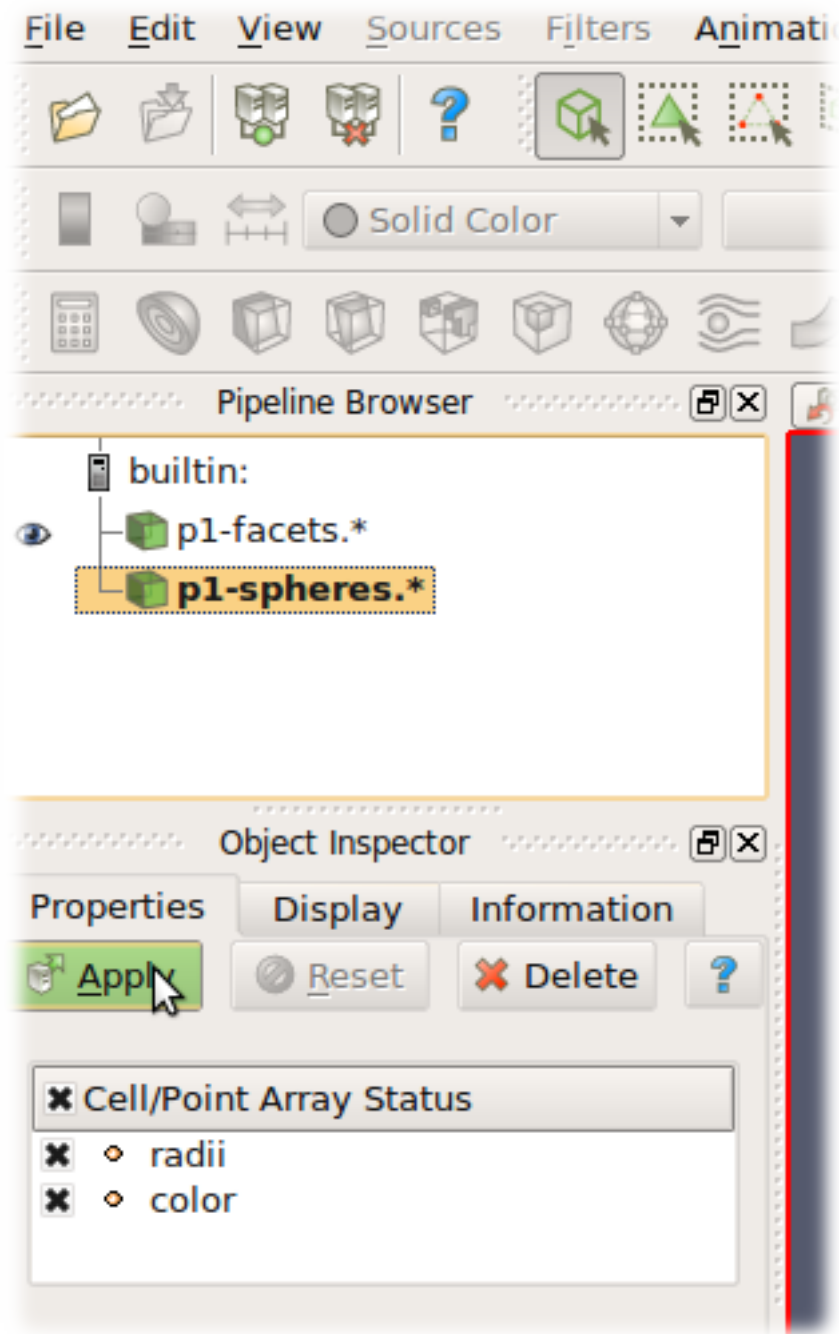 File Edit View Sources Filters
Solid Color
Pipeline Browser
builtin:
p1-facets.*
p1-spheres.*
Object Inspector
Properties Display Information
Apply Reset Delete
Cell/Point Array Status
radii
color